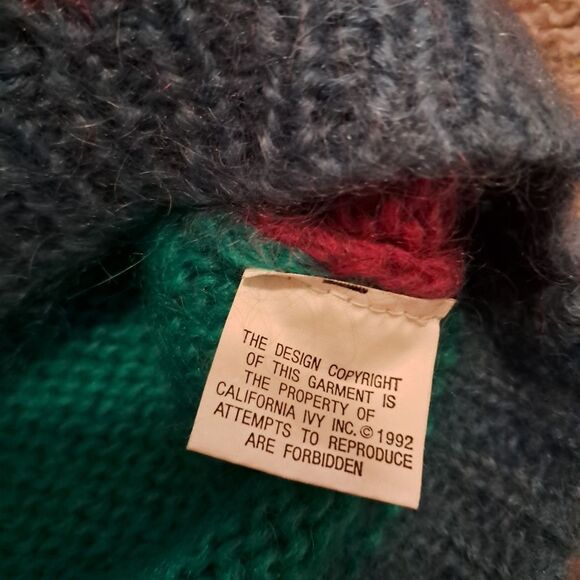 THE DESIGN COPYRIGHT
OF THIS GARMENT IS
THE PROPERTY OF
CALIFORNIA IVY INC. © 1992
ATTEMPTS TO REPRODUCE
ARE FORBIDDEN